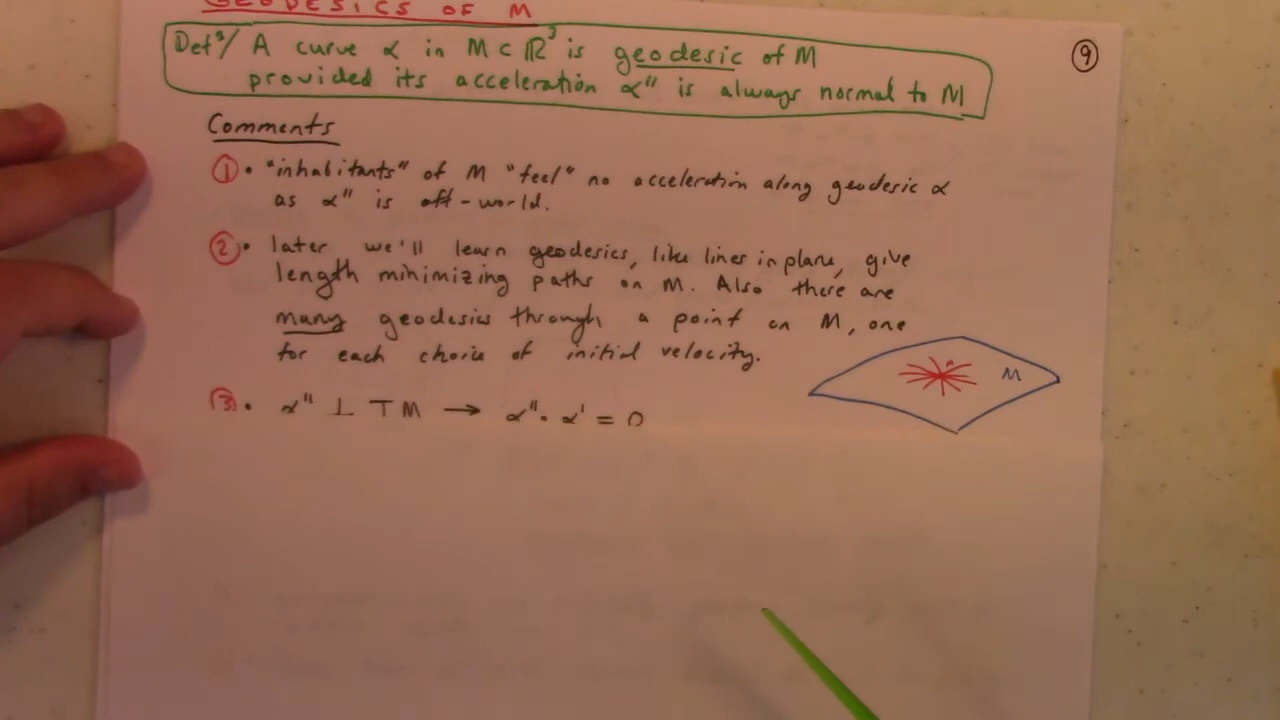 GEODESICS OF M
9
Defⁿ/ A curve α in M ⊂ ℝ³ is geodesic of M
provided its acceleration α'' is always normal to M
Comments
① • "inhabitants" of M "feel" no acceleration along geodesic α
as α'' is off-world.
② • later we'll learn geodesics, like lines in plane, give
length minimizing paths on M. Also there are
many geodesics through a point on M, one
for each choice of initial velocity.
M
③ • α'' ⊥ TM → α'' · α' = 0